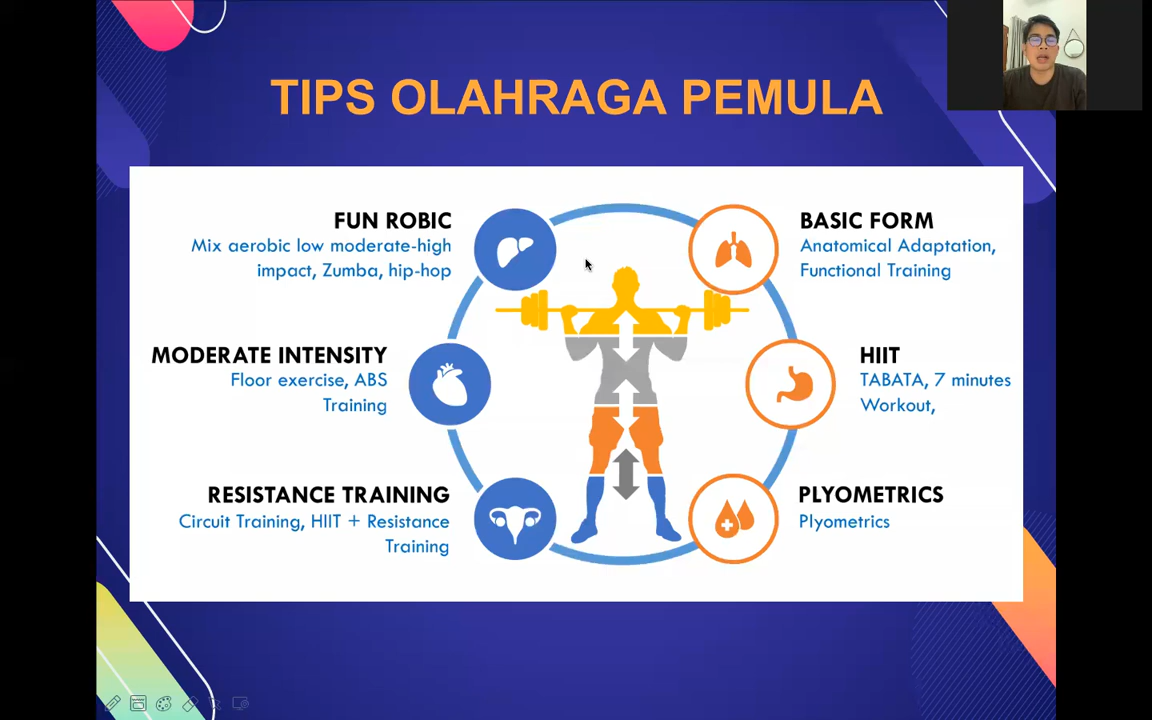 TIPS OLAHRAGA PEMULA
FUN ROBIC
Mix aerobic low moderate-high
impact, Zumba, hip-hop
BASIC FORM
Anatomical Adaptation,
Functional Training
MODERATE INTENSITY
Floor exercise, ABS
Training
HIIT
TABATA, 7 minutes
Workout,
RESISTANCE TRAINING
Circuit Training, HIIT + Resistance
Training
PLYOMETRICS
Plyometrics